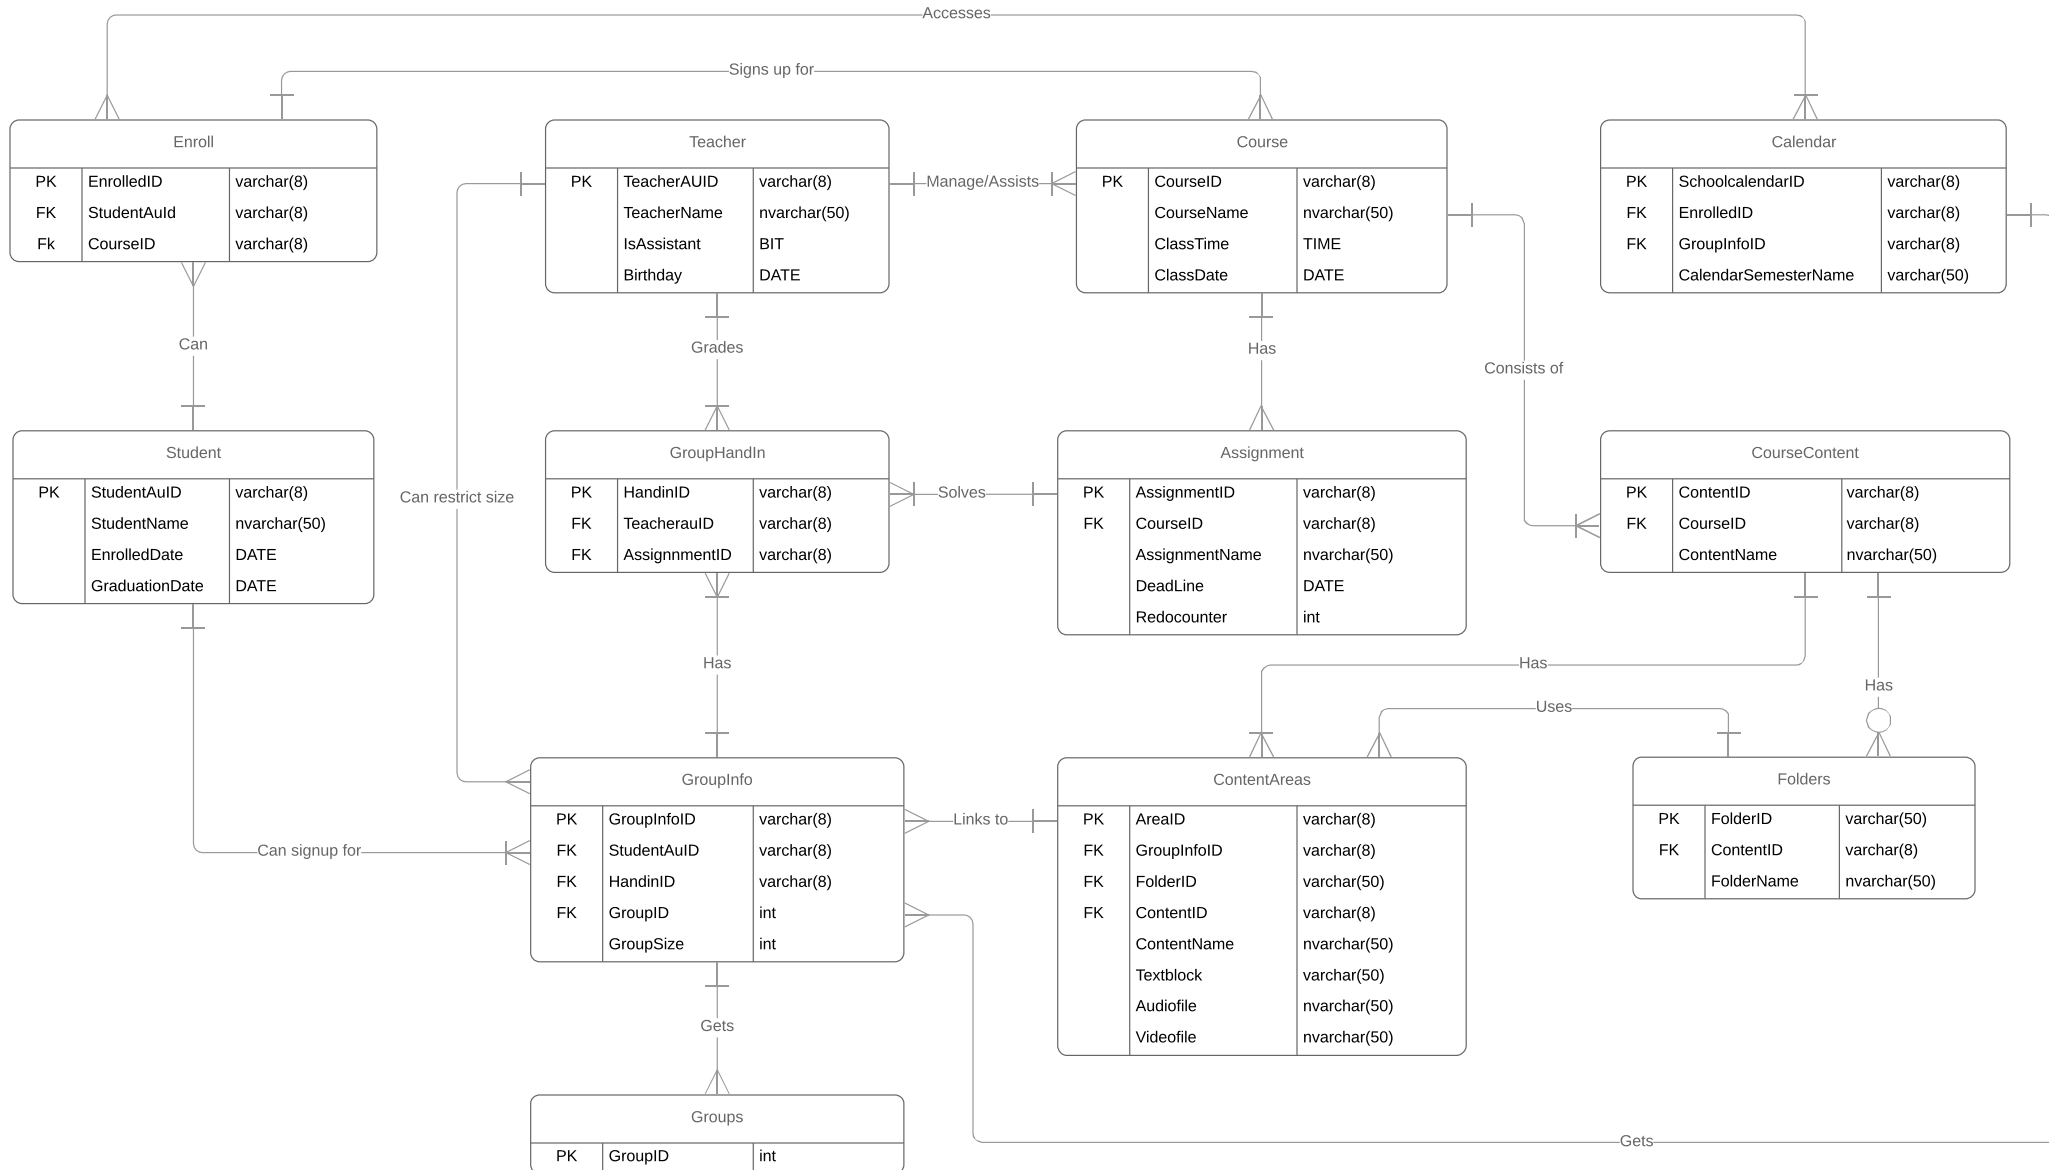 Accesses
Signs up for
Enroll
PK EnrolledID varchar(8)
FK StudentAuId varchar(8)
Fk CourseID varchar(8)
Teacher
PK TeacherAUID varchar(8)
TeacherName nvarchar(50)
IsAssistant BIT
Birthday DATE
Manage/Assists
Course
PK CourseID varchar(8)
CourseName nvarchar(50)
ClassTime TIME
ClassDate DATE
Calendar
PK SchoolcalendarID varchar(8)
FK EnrolledID varchar(8)
FK GroupInfoID varchar(8)
CalendarSemesterName varchar(50)
Can
Grades
Has
Consists of
Student
PK StudentAuID varchar(8)
StudentName nvarchar(50)
EnrolledDate DATE
GraduationDate DATE
Can restrict size
GroupHandIn
PK HandinID varchar(8)
FK TeacherauID varchar(8)
FK AssignnmentID varchar(8)
Solves
Assignment
PK AssignmentID varchar(8)
FK CourseID varchar(8)
AssignmentName nvarchar(50)
DeadLine DATE
Redocounter int
CourseContent
PK ContentID varchar(8)
FK CourseID varchar(8)
ContentName nvarchar(50)
Has
Has
Has
Uses
Can signup for
GroupInfo
PK GroupInfoID varchar(8)
FK StudentAuID varchar(8)
FK HandinID varchar(8)
FK GroupID int
GroupSize int
Links to
ContentAreas
PK AreaID varchar(8)
FK GroupInfoID varchar(8)
FK FolderID varchar(50)
FK ContentID varchar(8)
ContentName nvarchar(50)
Textblock varchar(50)
Audiofile nvarchar(50)
Videofile nvarchar(50)
Folders
PK FolderID varchar(50)
FK ContentID varchar(8)
FolderName nvarchar(50)
Gets
Groups
PK GroupID int
Gets